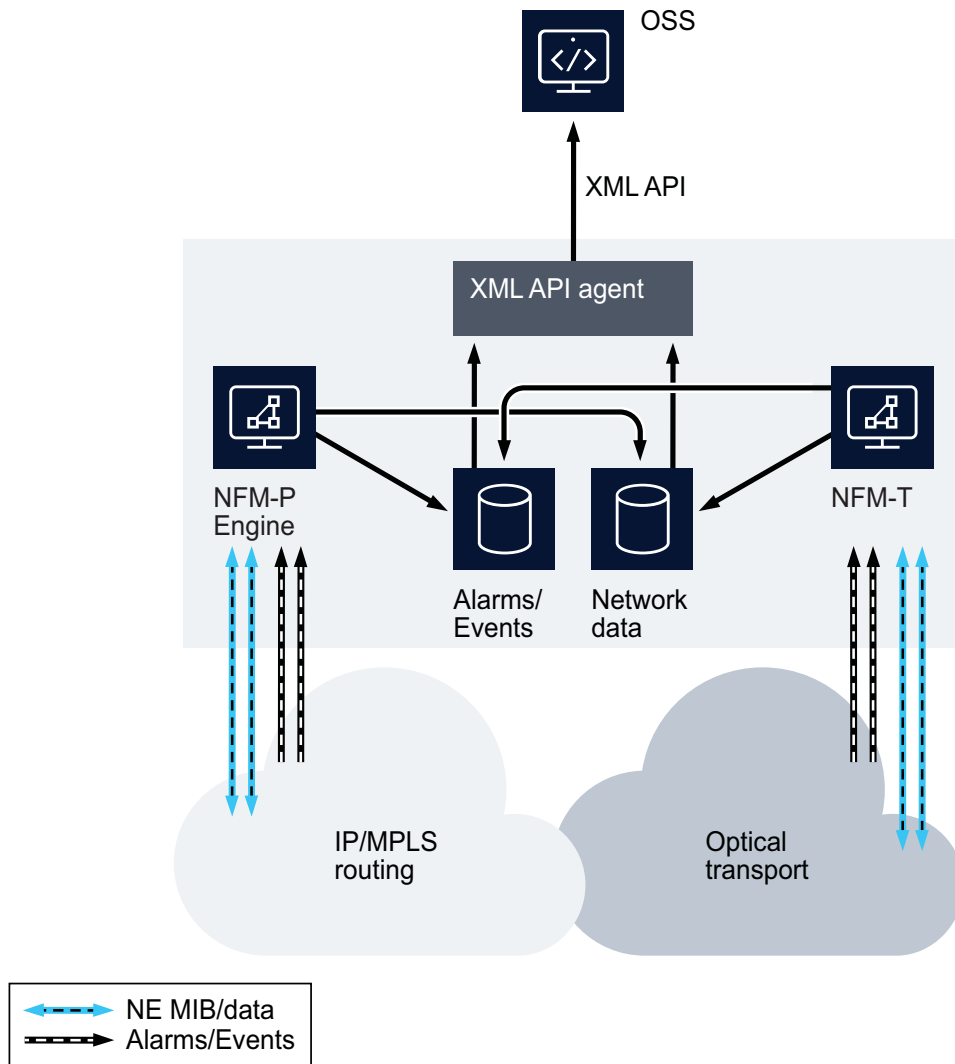 OSS
</>
XML API
XML API agent
NFM-P
Engine
NFM-T
Alarms/
Events
Network
data
IP/MPLS
routing
Optical
transport
NE MIB/data
Alarms/Events